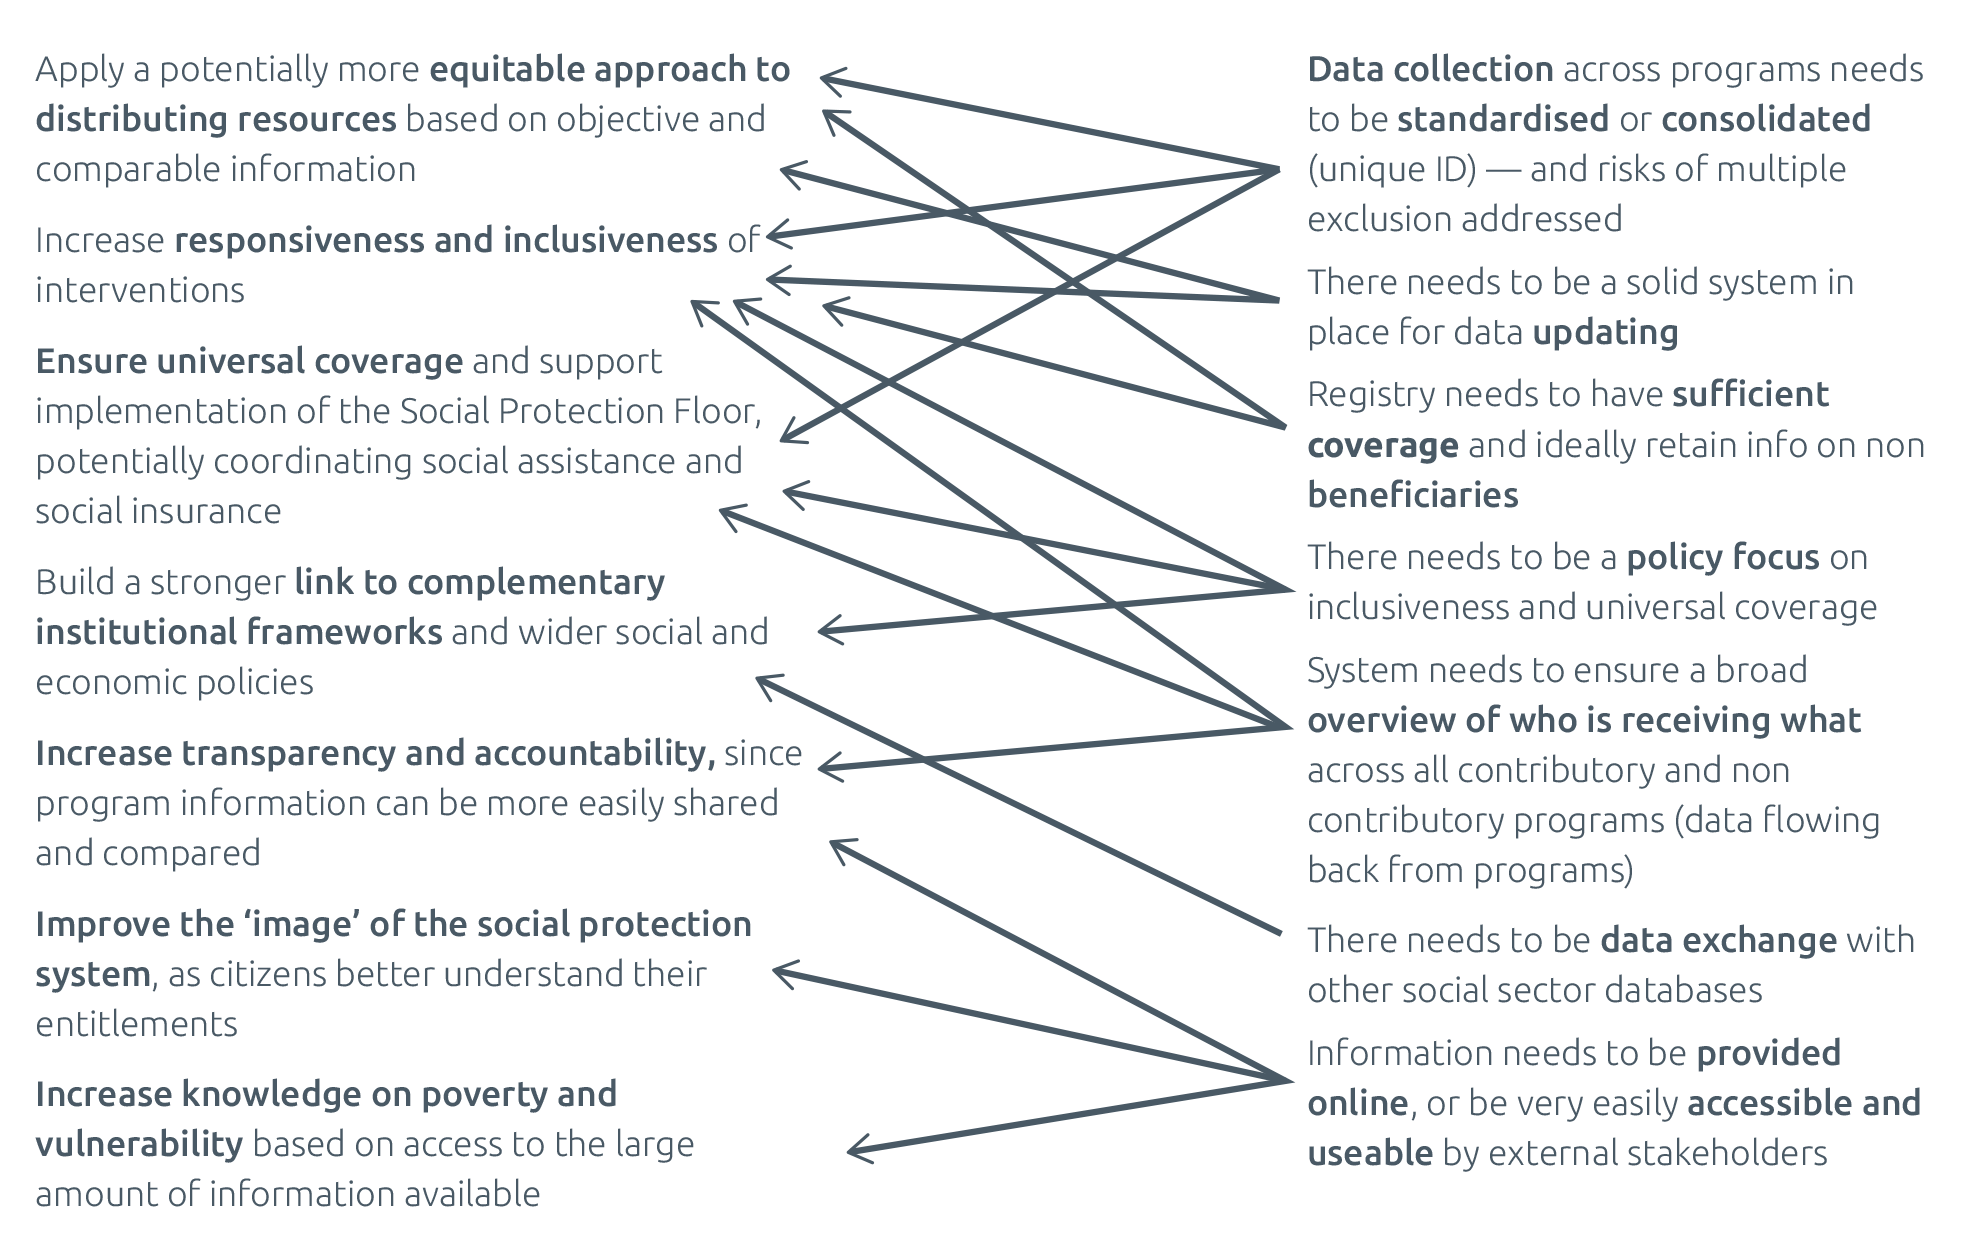 Apply a potentially more equitable approach to
distributing resources based on objective and
comparable information
Increase responsiveness and inclusiveness of
interventions
Ensure universal coverage and support
implementation of the Social Protection Floor,
potentially coordinating social assistance and
social insurance
Build a stronger link to complementary
institutional frameworks and wider social and
economic policies
Increase transparency and accountability, since
program information can be more easily shared
and compared
Improve the ‘image’ of the social protection
system, as citizens better understand their
entitlements
Increase knowledge on poverty and
vulnerability based on access to the large
amount of information available
Data collection across programs needs
to be standardised or consolidated
(unique ID) — and risks of multiple
exclusion addressed
There needs to be a solid system in
place for data updating
Registry needs to have sufficient
coverage and ideally retain info on non
beneficiaries
There needs to be a policy focus on
inclusiveness and universal coverage
System needs to ensure a broad
overview of who is receiving what
across all contributory and non
contributory programs (data flowing
back from programs)
There needs to be data exchange with
other social sector databases
Information needs to be provided
online, or be very easily accessible and
useable by external stakeholders